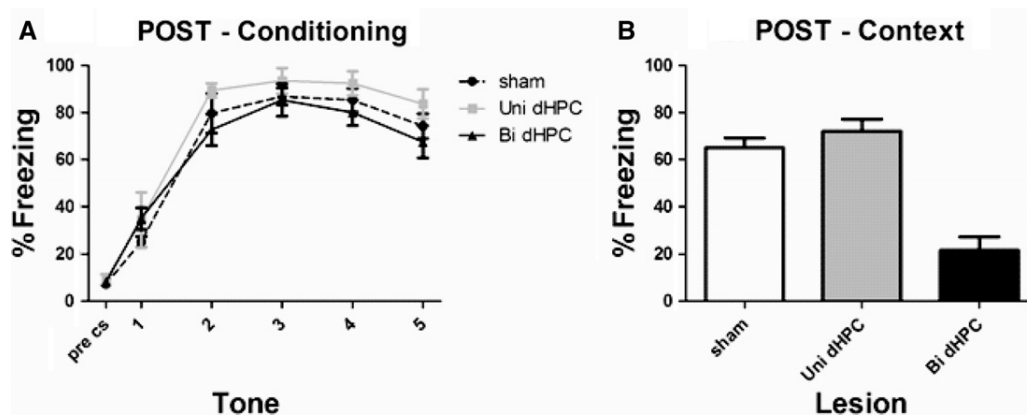 A
POST - Conditioning
% Freezing
100
80
60
40
20
0
pre cs
1
2
3
4
5
Tone
sham
Uni dHPC
Bi dHPC
B
POST - Context
% Freezing
100
80
60
40
20
0
sham
Uni dHPC
Bi dHPC
Lesion